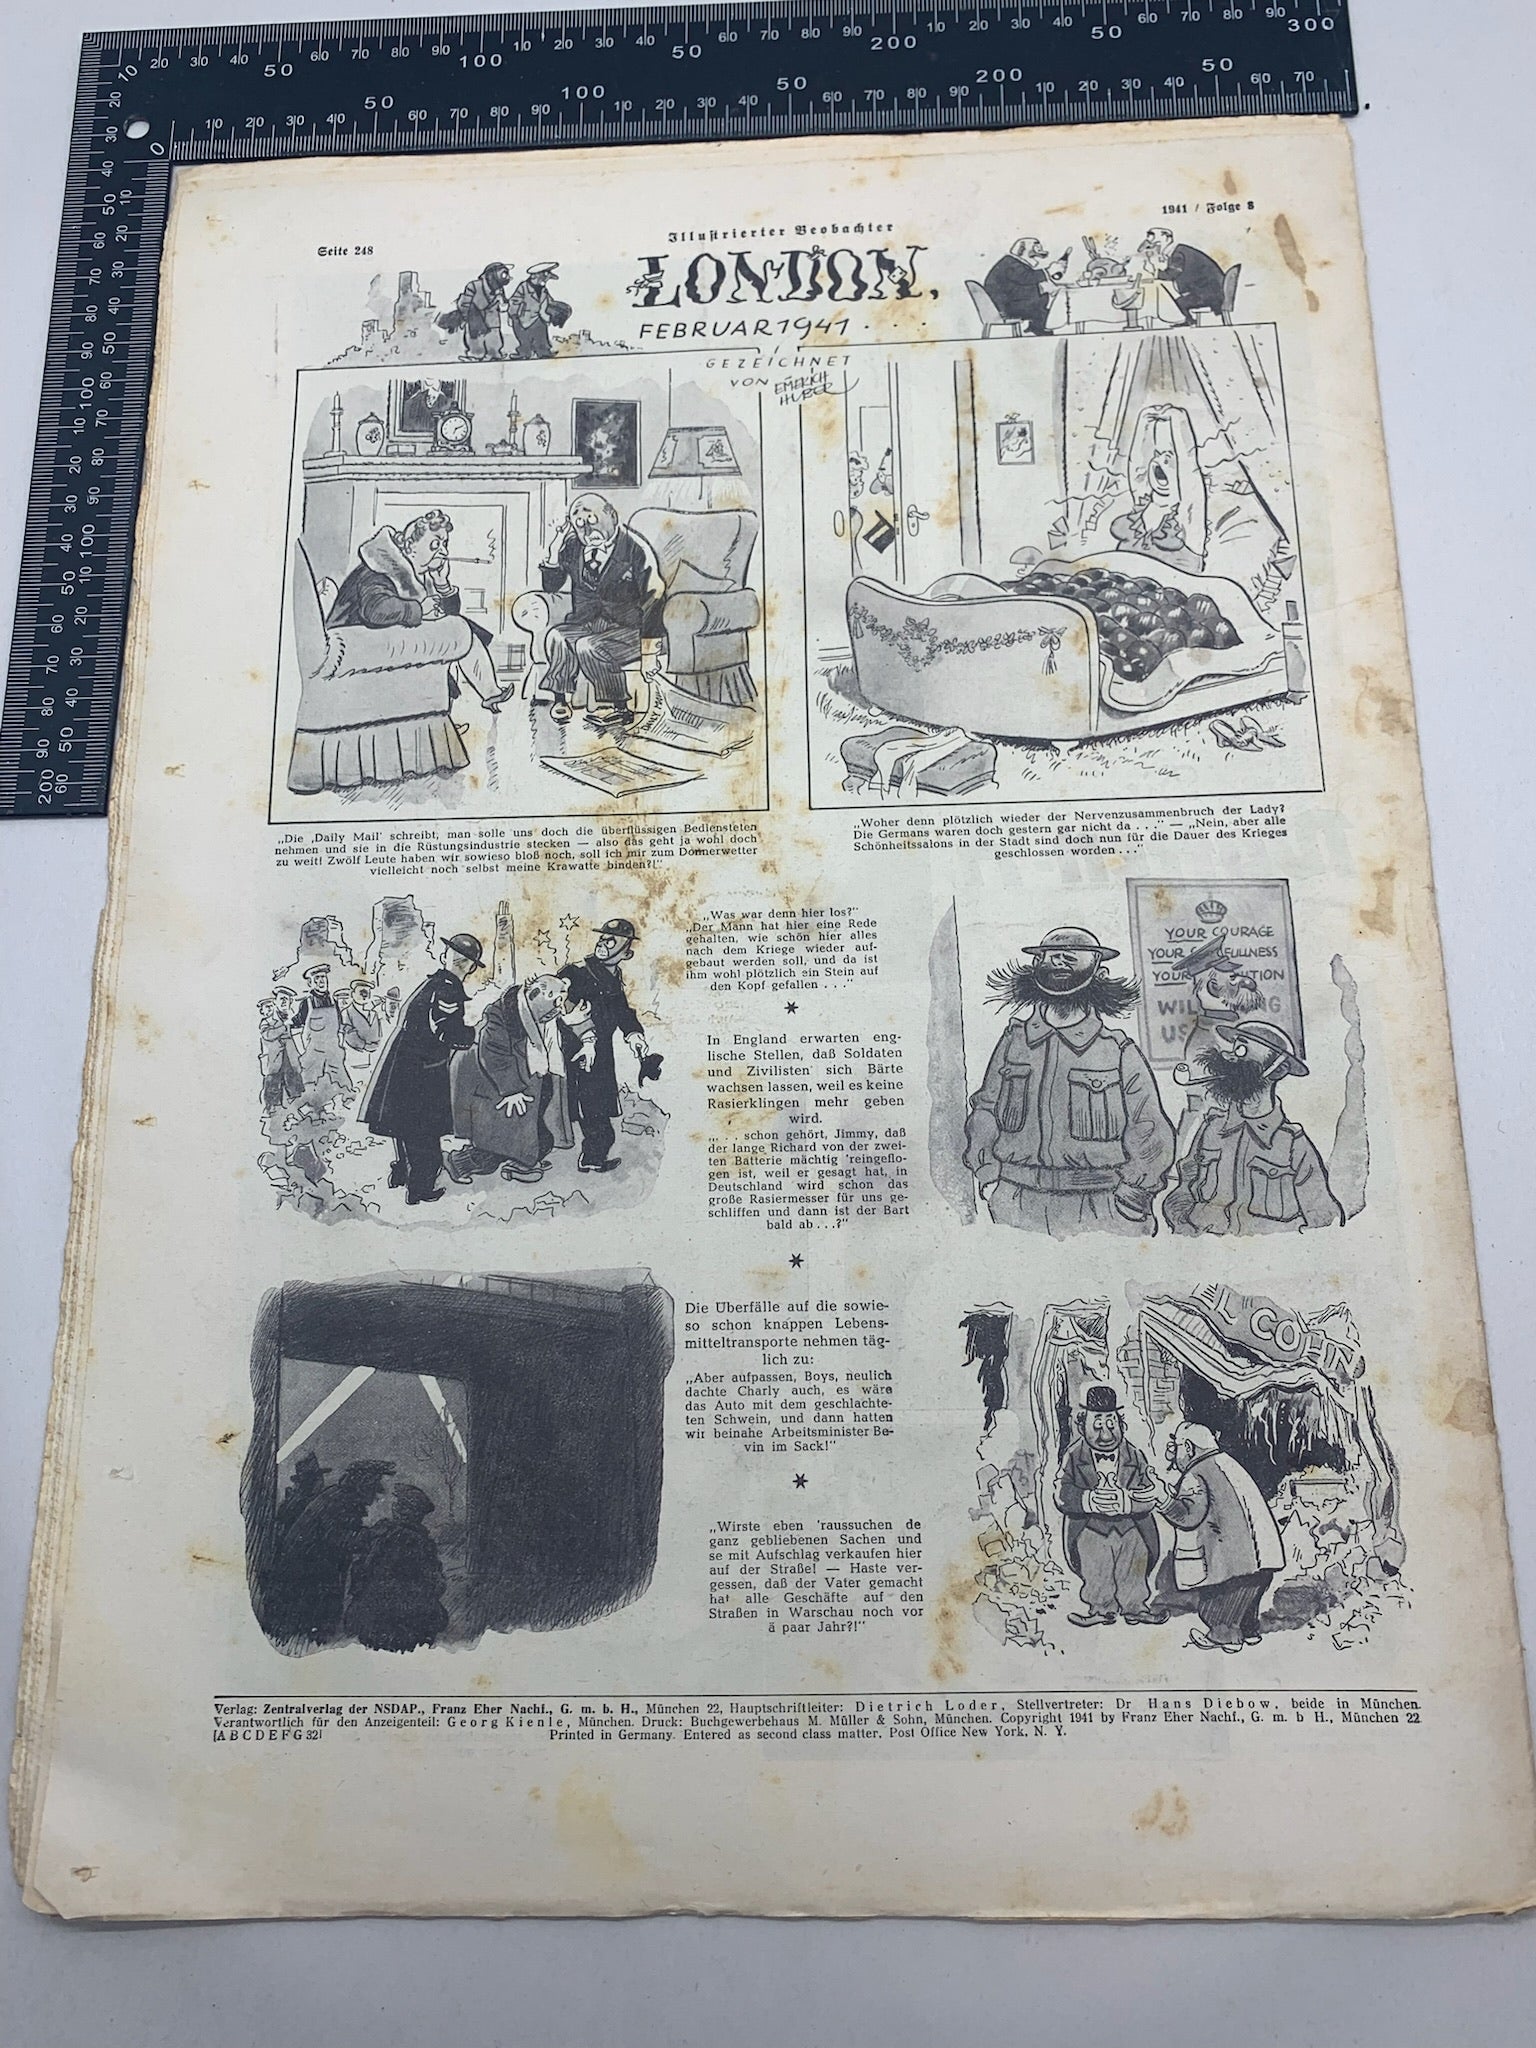 Seite 248
Illustrierter Beobachter
1941 / Folge 8
LONDON,
FEBRUAR 1941 . . .
GEZEICHNET
VON EMERICH
HUBER
DAILY MAIL
„Die ‚Daily Mail' schreibt, man solle uns doch die überflüssigen Bediensteten
nehmen und sie in die Rüstungsindustrie stecken — also das geht ja wohl doch
zu weit! Zwölf Leute haben wir sowieso bloß noch, soll ich mir zum Donnerwetter
vielleicht noch selbst meine Krawatte binden?!"
„Woher denn plötzlich wieder der Nervenzusammenbruch der Lady?
Die Germans waren doch gestern gar nicht da . . ." — „Nein, aber alle
Schönheitssalons in der Stadt sind doch nun für die Dauer des Krieges
geschlossen worden . . ."
„Was war denn hier los?"
„Der Mann hat hier eine Rede
gehalten, wie schön hier alles
nach dem Kriege wieder auf-
gebaut werden soll, und da ist
ihm wohl plötzlich ein Stein auf
den Kopf gefallen . . ."
YOUR COURAGE
YOUR FULNESS
YOUR UTION
WILL NG
US
In England erwarten eng-
lische Stellen, daß Soldaten
und Zivilisten sich Bärte
wachsen lassen, weil es keine
Rasierklingen mehr geben
wird.
„. . . schon gehört, Jimmy, daß
der lange Richard von der zwei-
ten Batterie mächtig 'reingeflo-
gen ist, weil er gesagt hat, in
Deutschland wird schon das
große Rasiermesser für uns ge-
schliffen und dann ist der Bart
bald ab . . .?"
Die Überfälle auf die sowie-
so schon knappen Lebens-
mitteltransporte nehmen täg-
lich zu:
„Aber aufpassen, Boys, neulich
dachte Charly auch, es wäre
das Auto mit dem geschlachte-
ten Schwein, und dann hatten
wir beinahe Arbeitsminister Be-
vin im Sack!"
EL COHN
„Wirste eben 'raussuchen de
ganz gebliebenen Sachen und
se mit Aufschlag verkaufen hier
auf der Straße! — Haste ver-
gessen, daß der Vater gemacht
hat alle Geschäfte auf den
Straßen in Warschau noch vor
ä paar Jahr?!"
Verlag: Zentralverlag der NSDAP., Franz Eher Nachf., G. m. b. H., München 22, Hauptschriftleiter: Dietrich Loder, Stellvertreter: Dr Hans Diebow, beide in München.
Verantwortlich für den Anzeigenteil: Georg Kienle, München. Druck: Buchgewerbehaus M. Müller & Sohn, München. Copyright 1941 by Franz Eher Nachf., G. m. b H., München 22
[A B C D E F G 32] Printed in Germany. Entered as second class matter, Post Office New York, N. Y.